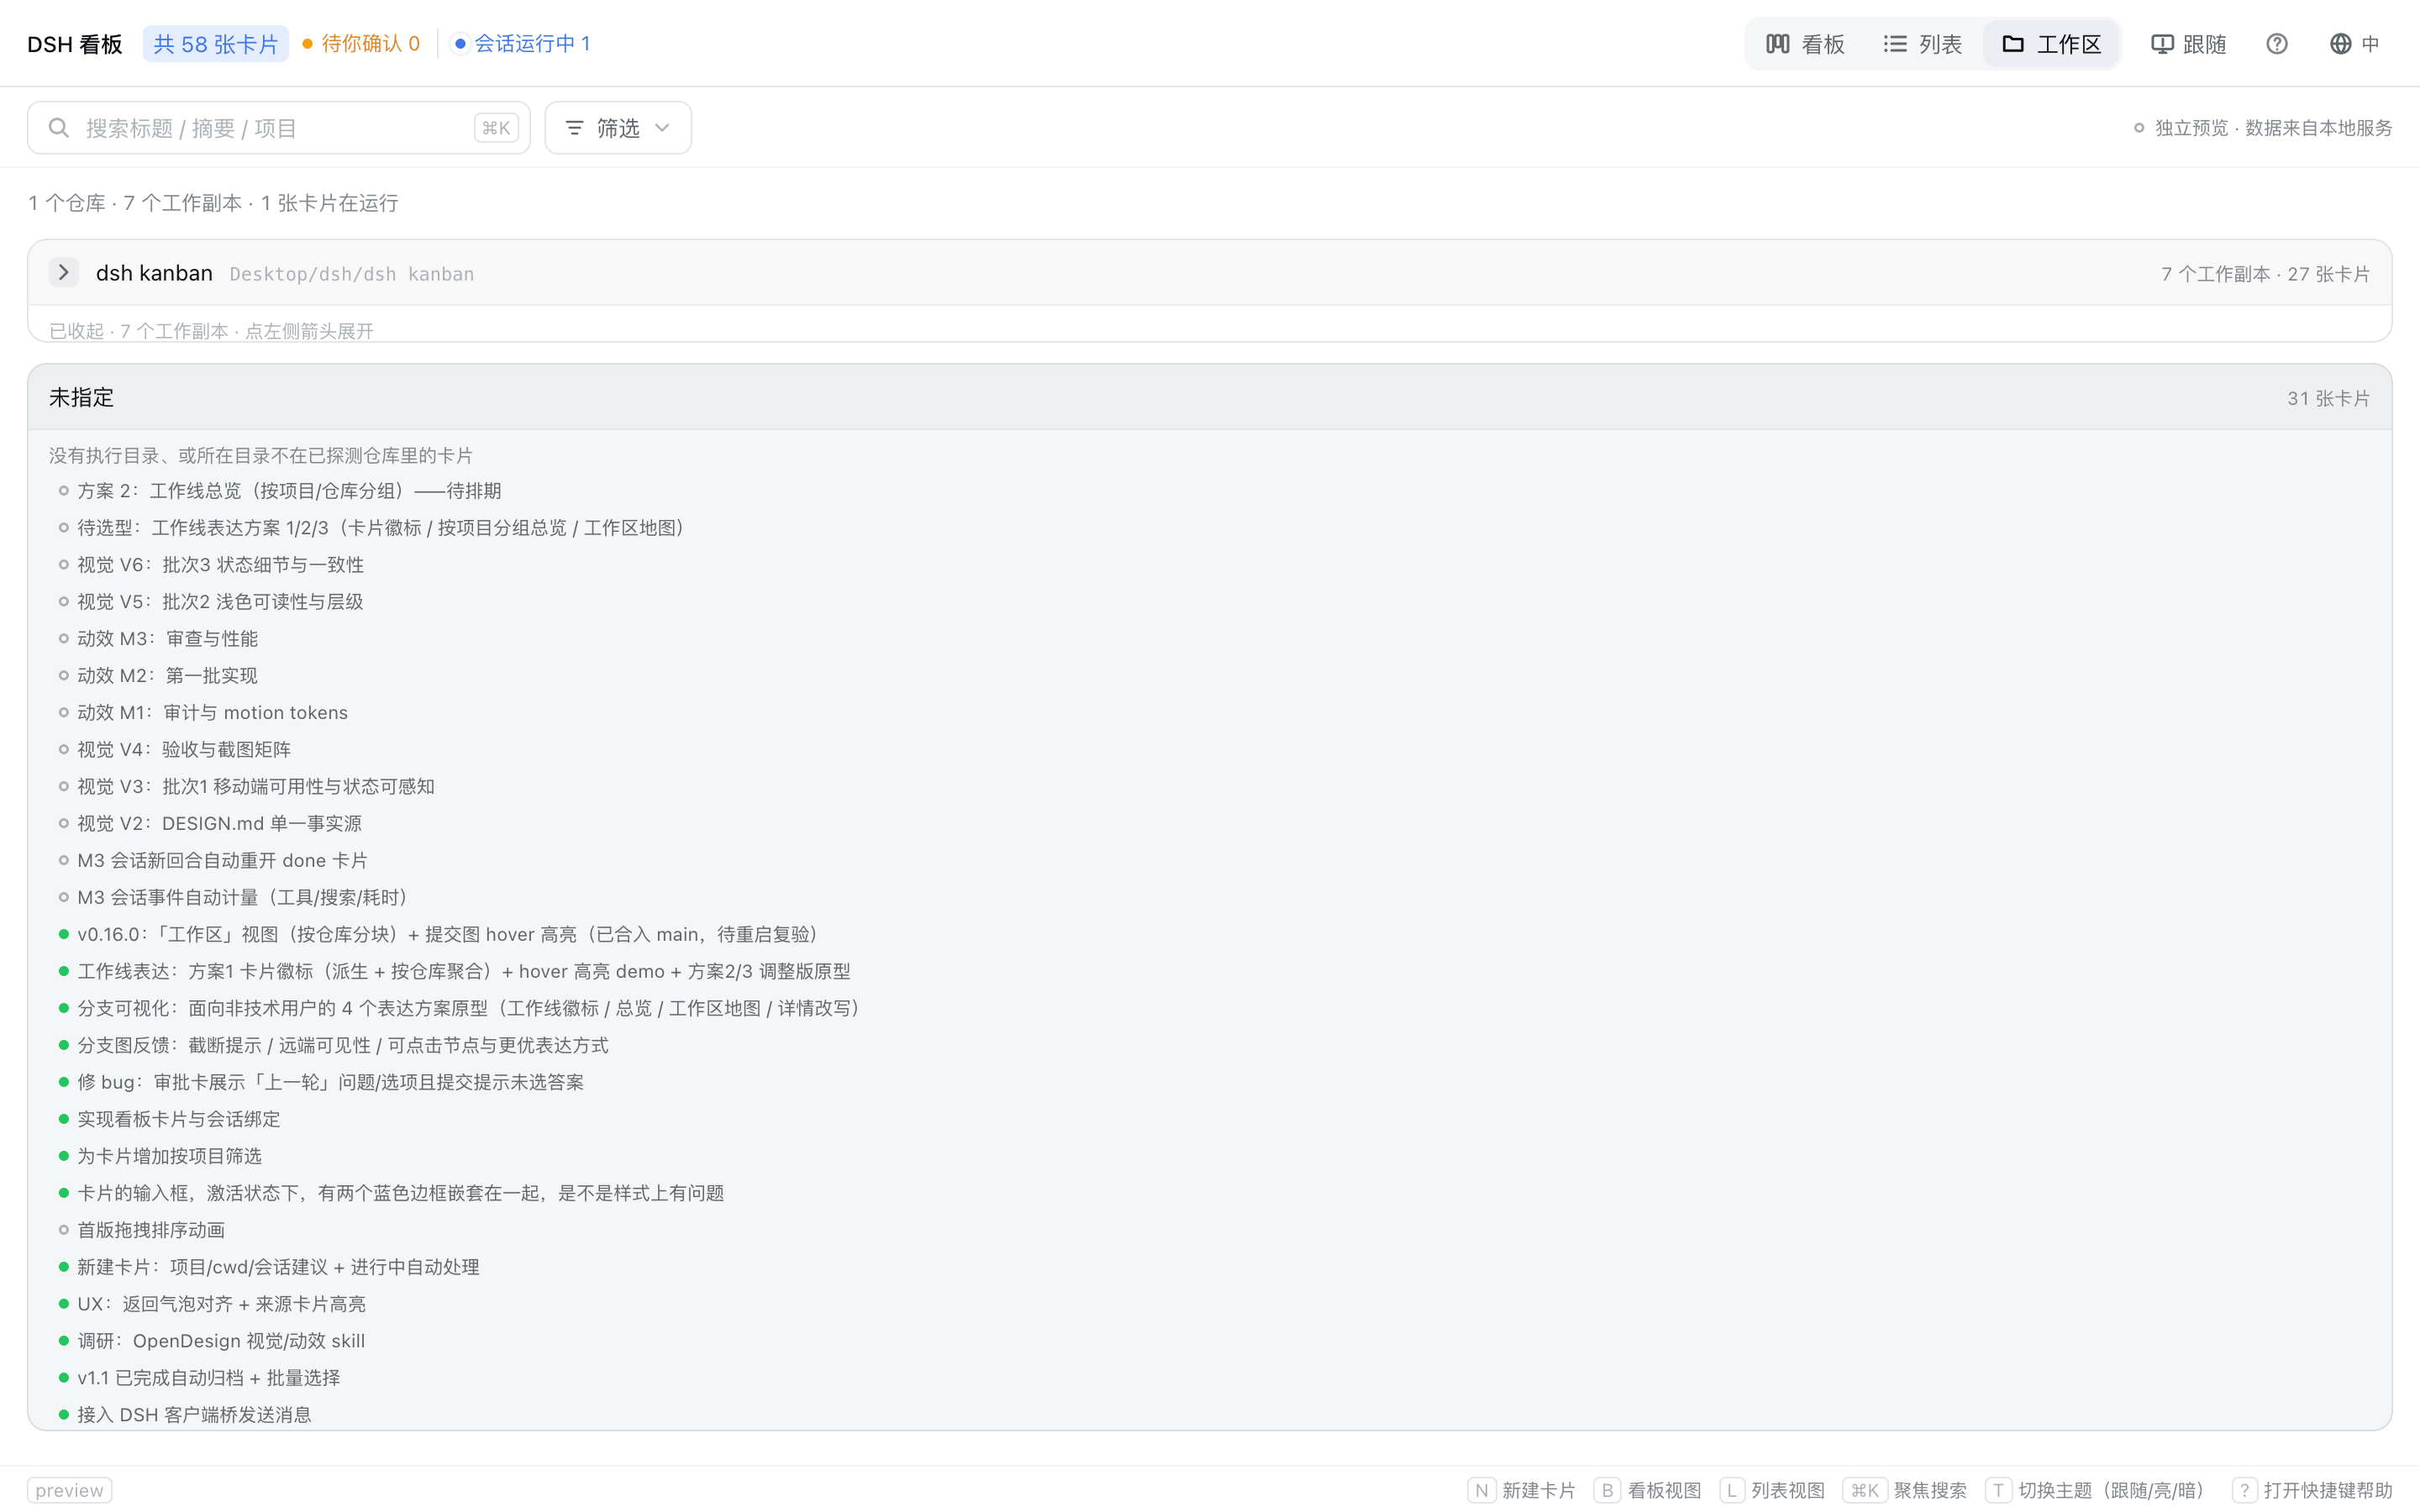 DSH 看板 共 58 张卡片 待你确认 0 会话运行中 1 看板 列表 工作区 跟随 中
搜索标题 / 摘要 / 项目 ⌘K 筛选 独立预览 · 数据来自本地服务
1 个仓库 · 7 个工作副本 · 1 张卡片在运行
dsh kanban Desktop/dsh/dsh kanban 7 个工作副本 · 27 张卡片
已收起 · 7 个工作副本 · 点左侧箭头展开
未指定 31 张卡片
没有执行目录、或所在目录不在已探测仓库里的卡片
方案 2：工作线总览（按项目/仓库分组）——待排期
待选型：工作线表达方案 1/2/3（卡片徽标 / 按项目分组总览 / 工作区地图）
视觉 V6：批次3 状态细节与一致性
视觉 V5：批次2 浅色可读性与层级
动效 M3：审查与性能
动效 M2：第一批实现
动效 M1：审计与 motion tokens
视觉 V4：验收与截图矩阵
视觉 V3：批次1 移动端可用性与状态可感知
视觉 V2：DESIGN.md 单一事实源
M3 会话新回合自动重开 done 卡片
M3 会话事件自动计量（工具/搜索/耗时）
v0.16.0：「工作区」视图（按仓库分块）+ 提交图 hover 高亮（已合入 main，待重启复验）
工作线表达：方案1 卡片徽标（派生 + 按仓库聚合）+ hover 高亮 demo + 方案2/3 调整版原型
分支可视化：面向非技术用户的 4 个表达方案原型（工作线徽标 / 总览 / 工作区地图 / 详情改写）
分支图反馈：截断提示 / 远端可见性 / 可点击节点与更优表达方式
修 bug：审批卡展示「上一轮」问题/选项且提交提示未选答案
实现看板卡片与会话绑定
为卡片增加按项目筛选
卡片的输入框，激活状态下，有两个蓝色边框嵌套在一起，是不是样式上有问题
首版拖拽排序动画
新建卡片：项目/cwd/会话建议 + 进行中自动处理
UX：返回气泡对齐 + 来源卡片高亮
调研：OpenDesign 视觉/动效 skill
v1.1 已完成自动归档 + 批量选择
接入 DSH 客户端桥发送消息
preview N 新建卡片 B 看板视图 L 列表视图 ⌘K 聚焦搜索 T 切换主题（跟随/亮/暗） ? 打开快捷键帮助